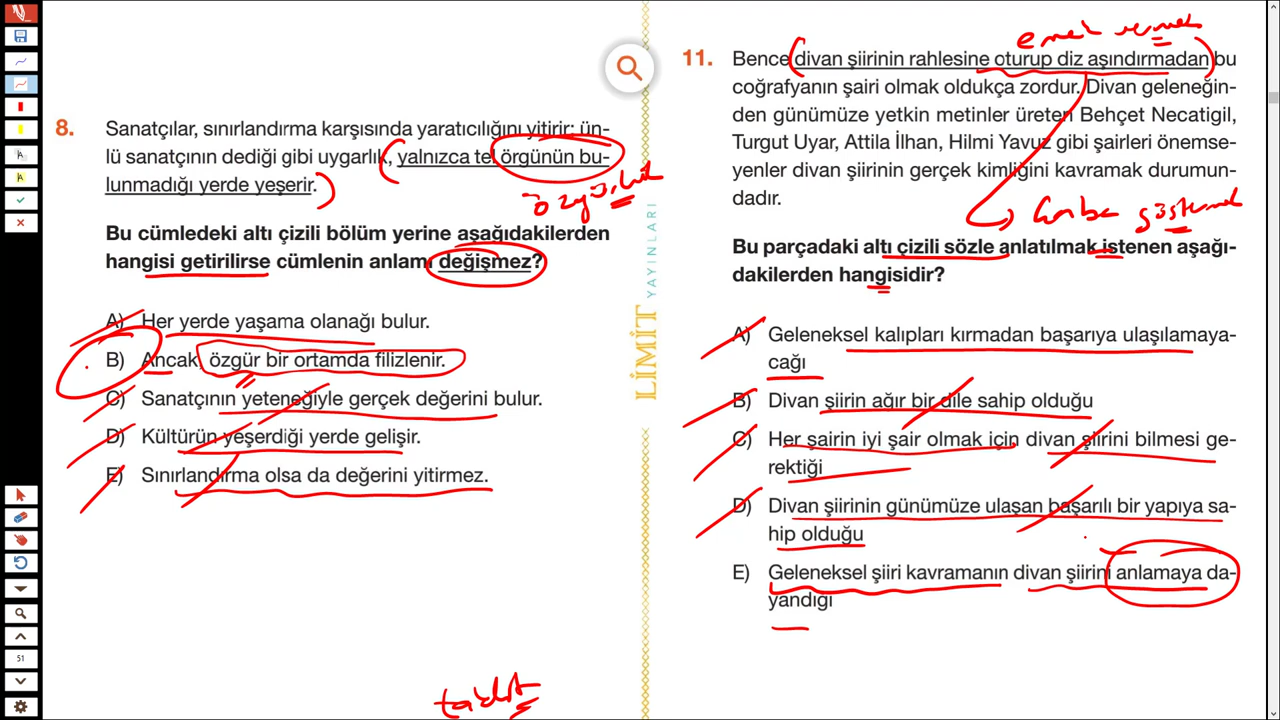 8. Sanatçılar, sınırlandırma karşısında yaratıcılığını yitirir; ün-
lü sanatçının dediği gibi uygarlık, yalnızca tel örgünün bu-
lunmadığı yerde yeşerir.
özgürlük
Bu cümledeki altı çizili bölüm yerine aşağıdakilerden
hangisi getirilirse cümlenin anlamı değişmez?
A) Her yerde yaşama olanağı bulur.
B) Ancak özgür bir ortamda filizlenir.
C) Sanatçının yeteneğiyle gerçek değerini bulur.
D) Kültürün yeşerdiği yerde gelişir.
E) Sınırlandırma olsa da değerini yitirmez.
LİMİT YAYINLARI
emek vermek
11. Bence divan şiirinin rahlesine oturup diz aşındırmadan bu
coğrafyanın şairi olmak oldukça zordur. Divan geleneğin-
den günümüze yetkin metinler üreten Behçet Necatigil,
Turgut Uyar, Attila İlhan, Hilmi Yavuz gibi şairleri önemse-
yenler divan şiirinin gerçek kimliğini kavramak durumun-
dadır.
göstermek
Bu parçadaki altı çizili sözle anlatılmak istenen aşağı-
dakilerden hangisidir?
A) Geleneksel kalıpları kırmadan başarıya ulaşılamaya-
cağı
B) Divan şiirin ağır bir dile sahip olduğu
C) Her şairin iyi şair olmak için divan şiirini bilmesi ge-
rektiği
D) Divan şiirinin günümüze ulaşan başarılı bir yapıya sa-
hip olduğu
E) Geleneksel şiiri kavramanın divan şiirini anlamaya da-
yandığı
51